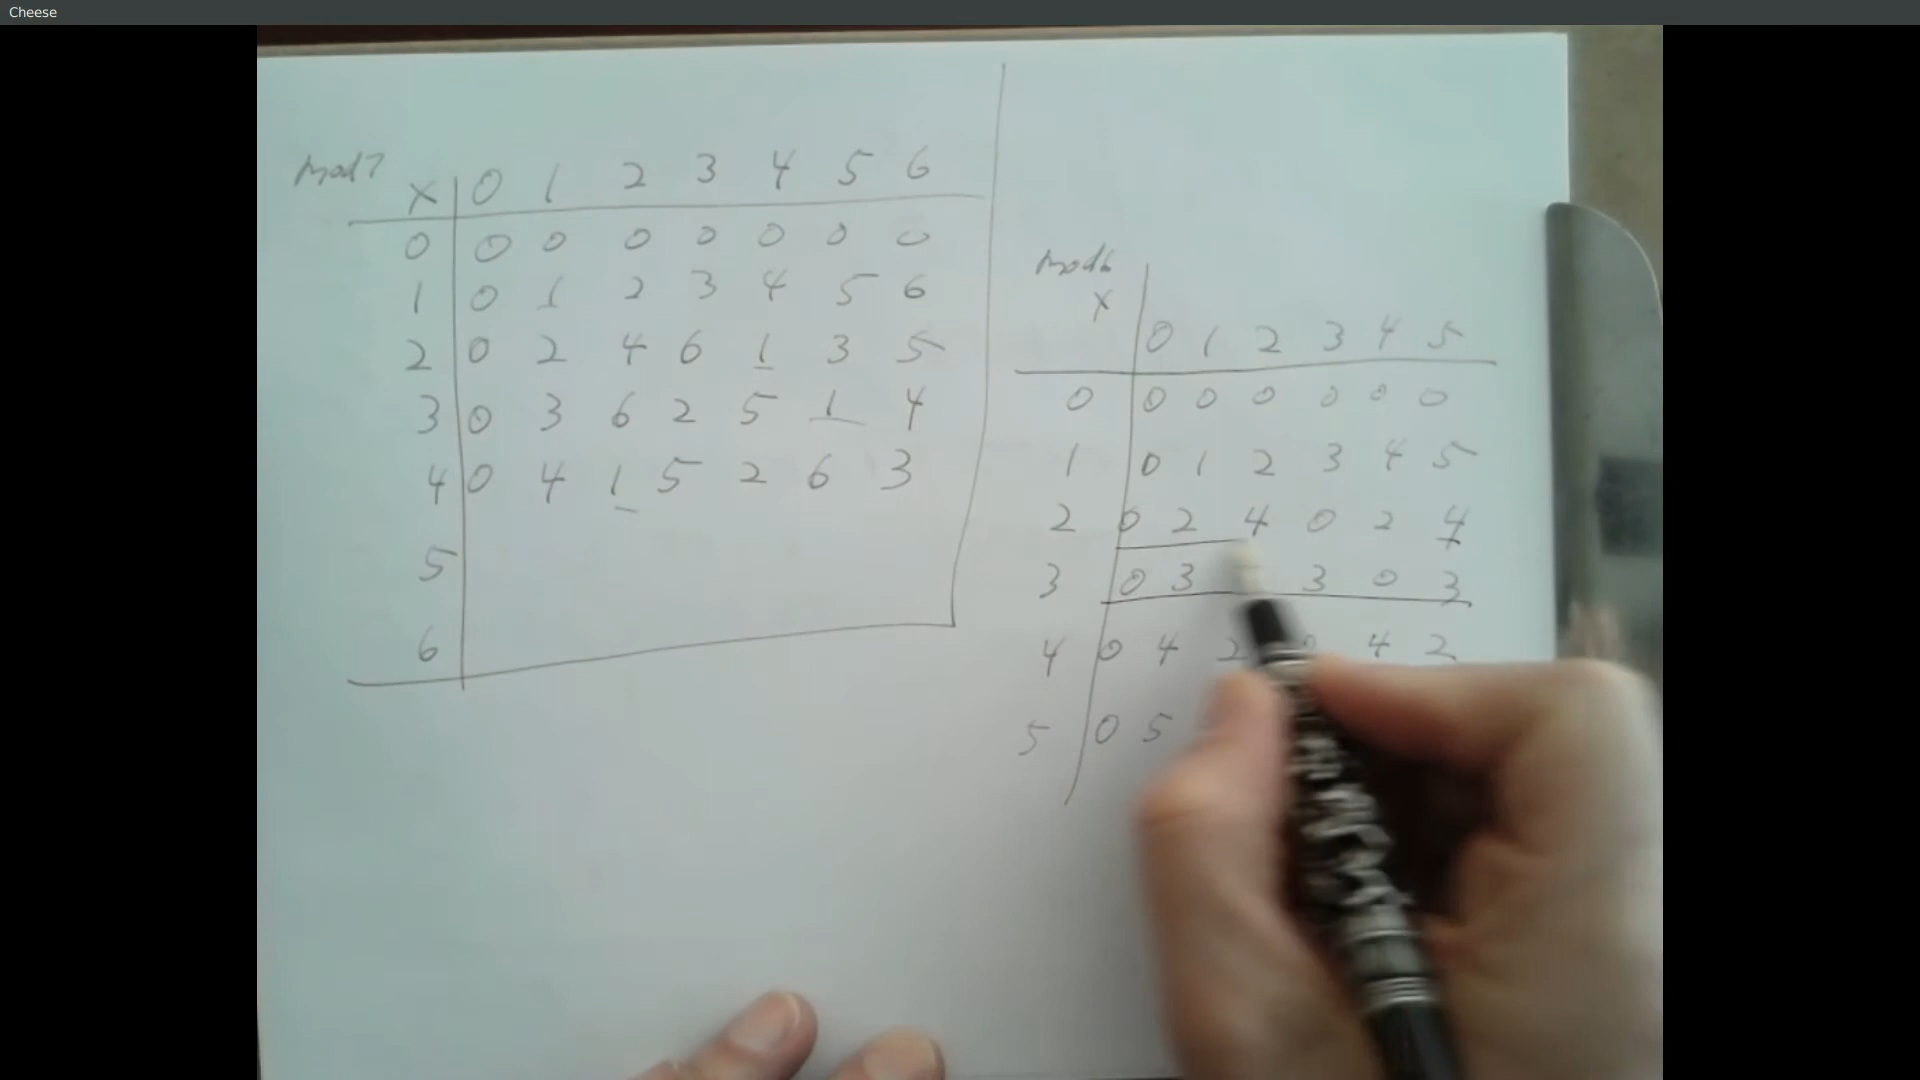 Cheese
mod7
x 0 1 2 3 4 5 6
0 0 0 0 0 0 0 0
1 0 1 2 3 4 5 6
2 0 2 4 6 1 3 5
3 0 3 6 2 5 1 4
4 0 4 1 5 2 6 3
5
6
mod6
x
0 1 2 3 4 5
0 0 0 0 0 0 0
1 0 1 2 3 4 5
2 0 2 4 0 2 4
3 0 3 3 0 3
4 0 4 2 0 4 2
5 0 5